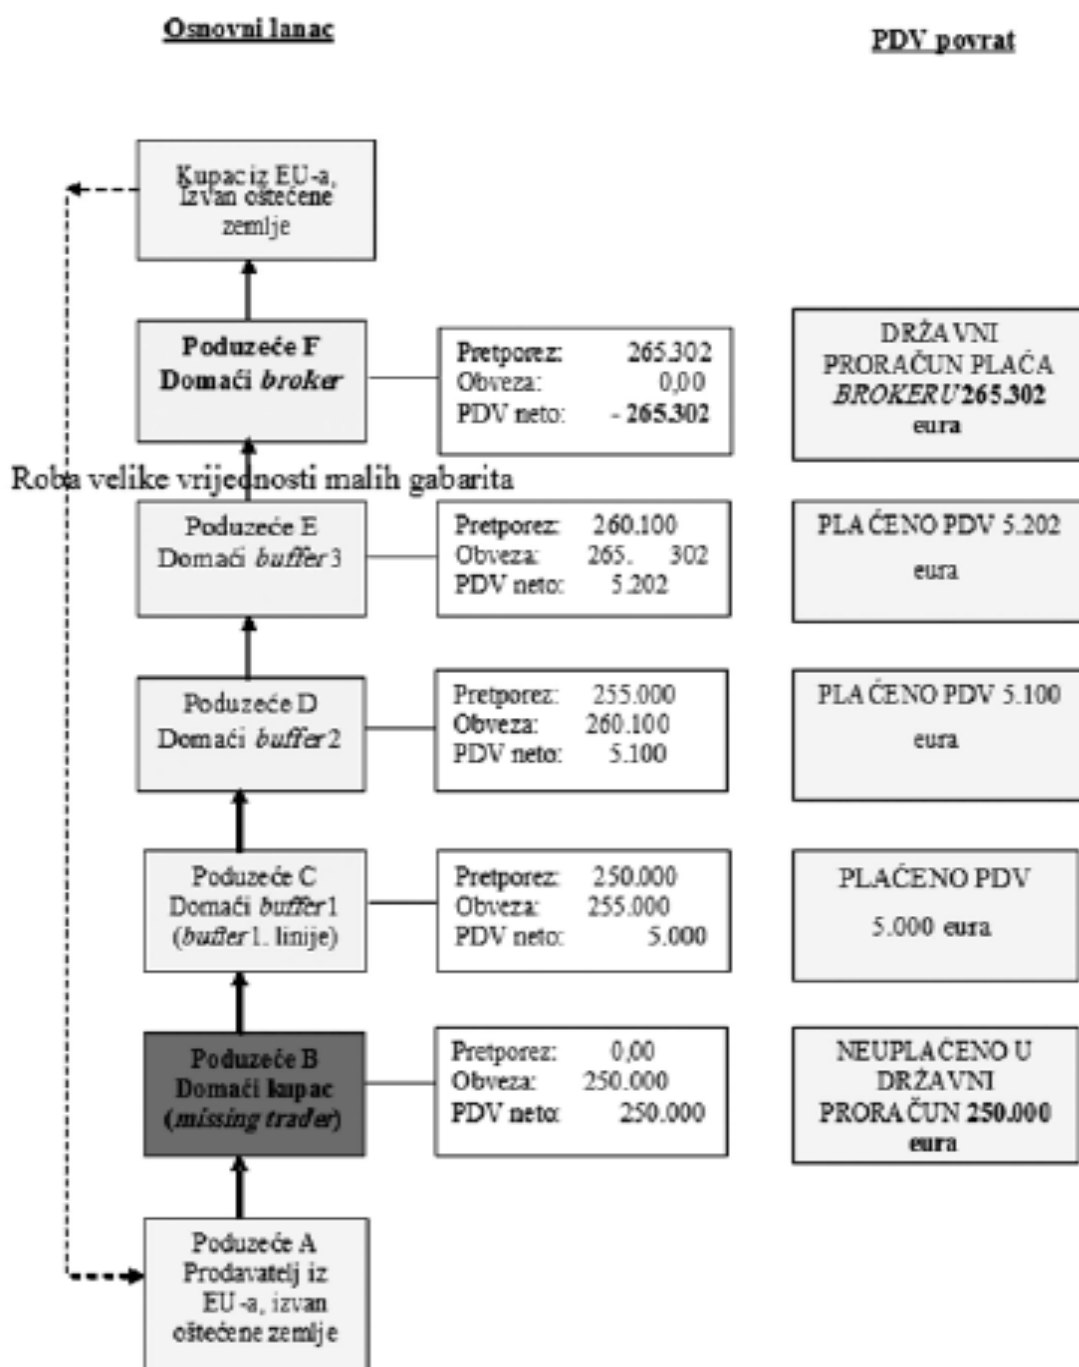 Osnovni lanac
PDV povrat
Kupac iz EU-a,
Izvan oštećene
zemlje
Poduzeće F
Domaći broker
Pretporez: 265.302
Obveza: 0,00
PDV neto: - 265.302
DRŽAVNI
PRORAČUN PLAĆA
BROKERU 265.302
eura
Roba velike vrijednosti malih gabarita
Poduzeće E
Domaći buffer 3
Pretporez: 260.100
Obveza: 265. 302
PDV neto: 5.202
PLAĆENO PDV 5.202
eura
Poduzeće D
Domaći buffer 2
Pretporez: 255.000
Obveza: 260.100
PDV neto: 5.100
PLAĆENO PDV 5.100
eura
Poduzeće C
Domaći buffer 1
(buffer 1. linije)
Pretporez: 250.000
Obveza: 255.000
PDV neto: 5.000
PLAĆENO PDV
5.000 eura
Poduzeće B
Domaći kupac
(missing trader)
Pretporez: 0,00
Obveza: 250.000
PDV neto: 250.000
NEUPLAĆENO U
DRŽAVNI
PRORAČUN 250.000
eura
Poduzeće A
Prodavatelj iz
EU-a, izvan
oštećene zemlje